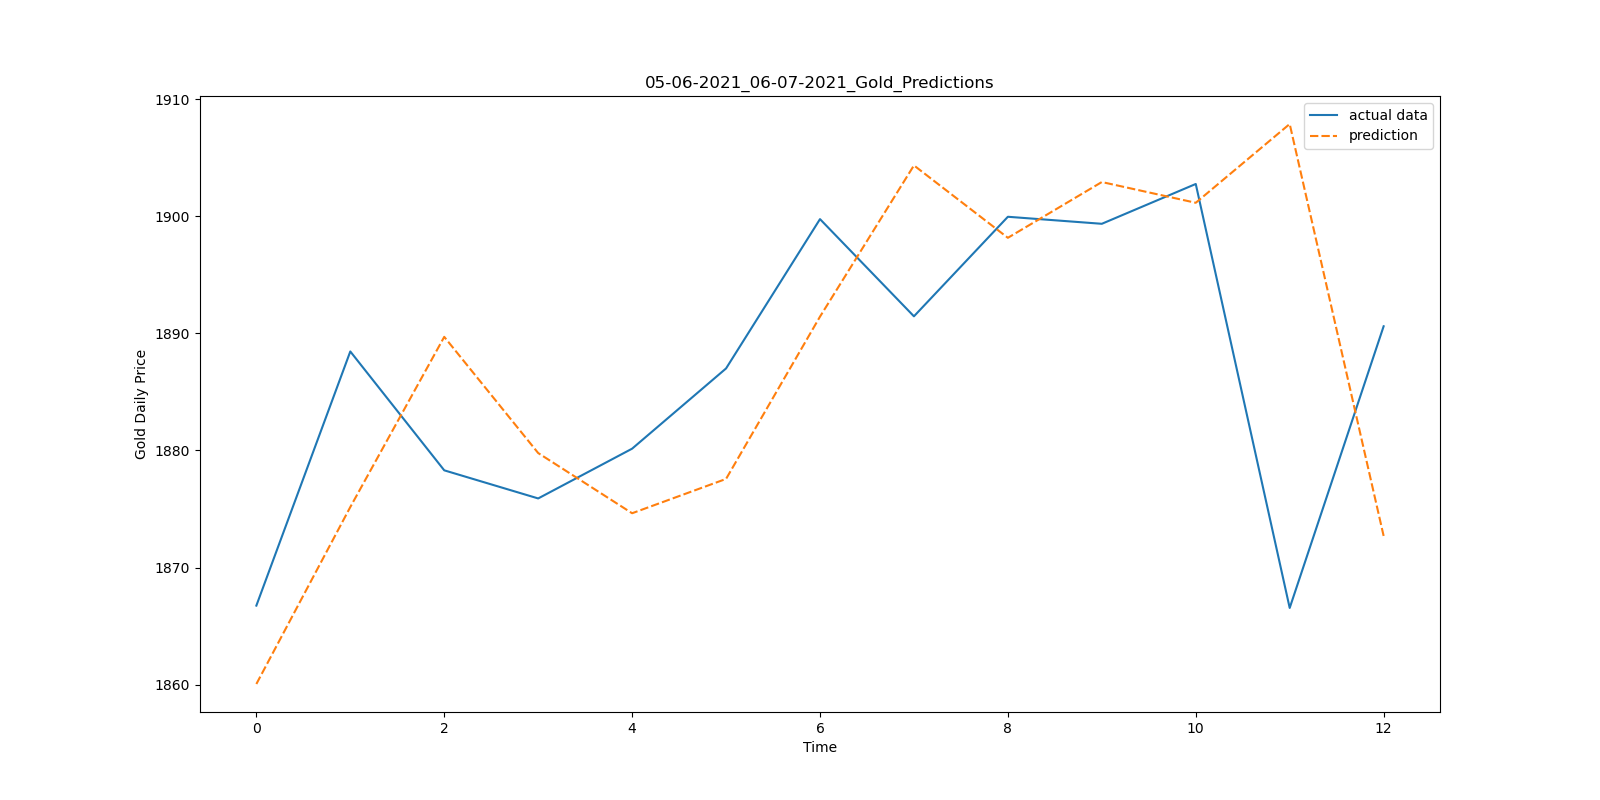 05-06-2021_06-07-2021_Gold_Predictions
actual data
prediction
Gold Daily Price
1910
1900
1890
1880
1870
1860
0 2 4 6 8 10 12
Time